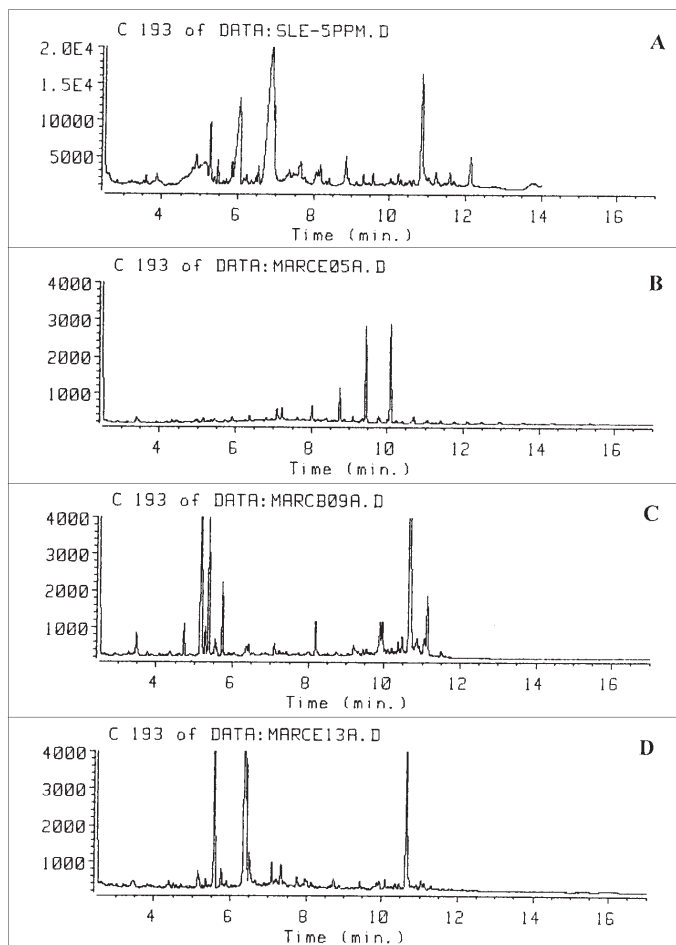 C 193 of DATA:SLE-5PPM.D
A
2.0E4
1.5E4
10000
5000
4 6 8 10 12 14 16
Time (min.)
C 193 of DATA:MARCE05A.D
B
4000
3000
2000
1000
4 6 8 10 12 14 16
Time (min.)
C 193 of DATA:MARCB09A.D
C
4000
3000
2000
1000
4 6 8 10 12 14 16
Time (min.)
C 193 of DATA:MARCE13A.D
D
4000
3000
2000
1000
4 6 8 10 12 14 16
Time (min.)